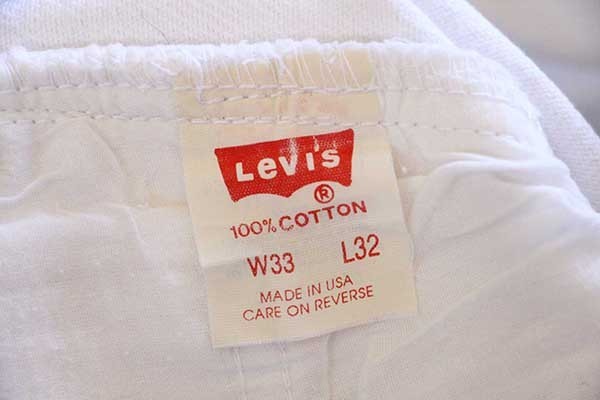 Levi's
®
100% COTTON
W33 L32
MADE IN USA
CARE ON REVERSE